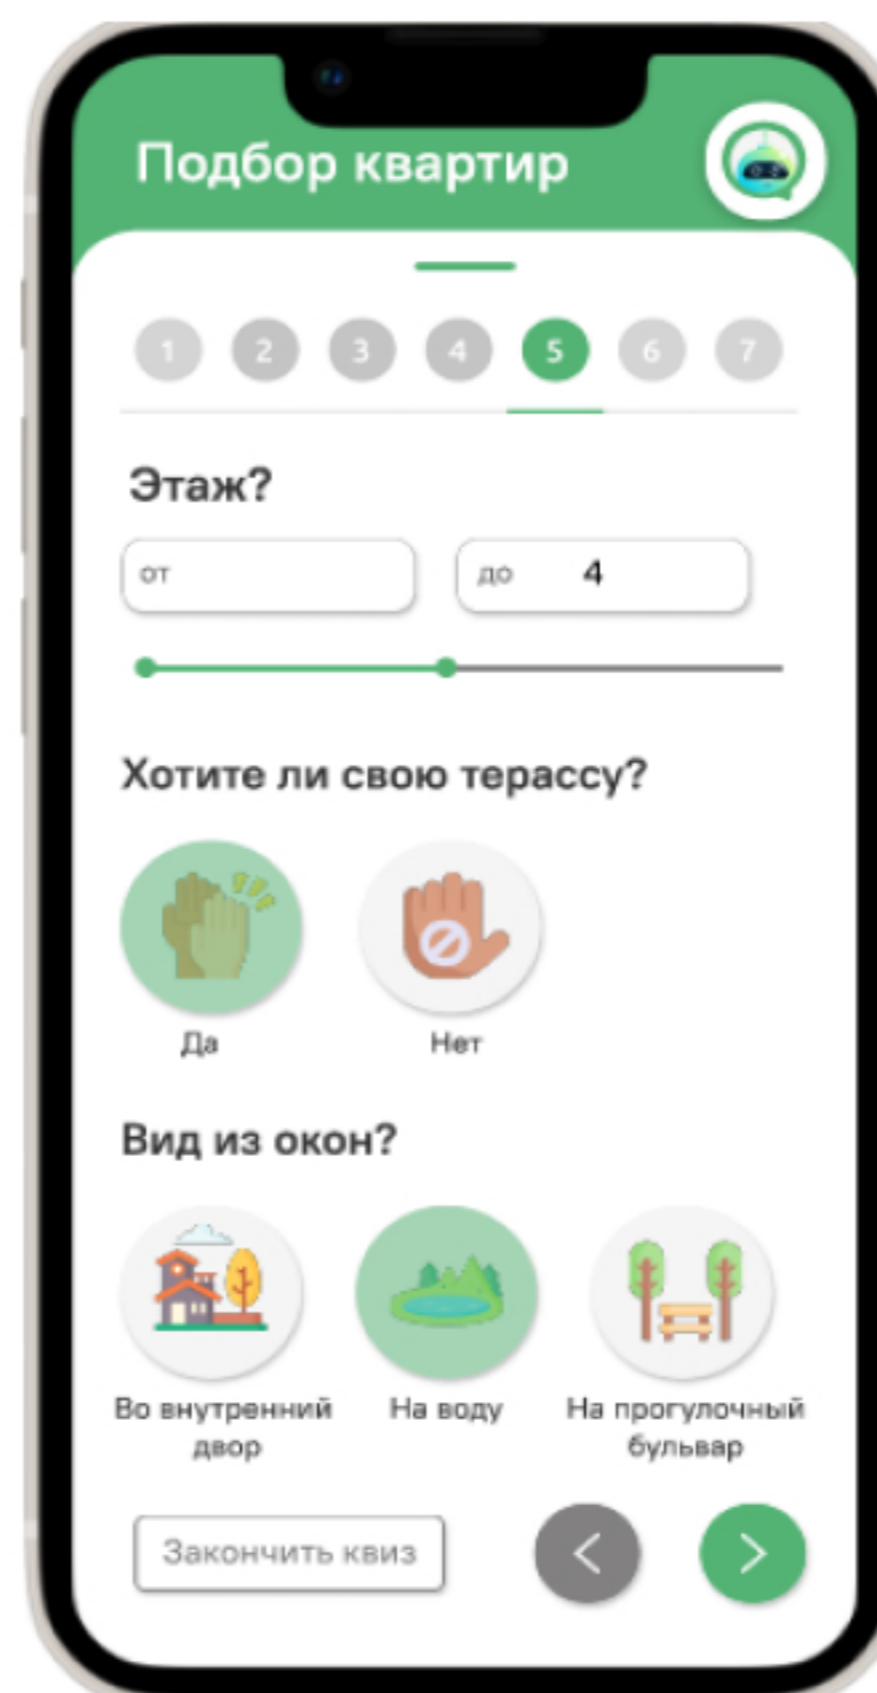 Подбор квартир
1 2 3 4 5 6 7
Этаж?
от до 4
Хотите ли свою терассу?
Да Нет
Вид из окон?
Во внутренний двор
На воду
На прогулочный бульвар
Закончить квиз